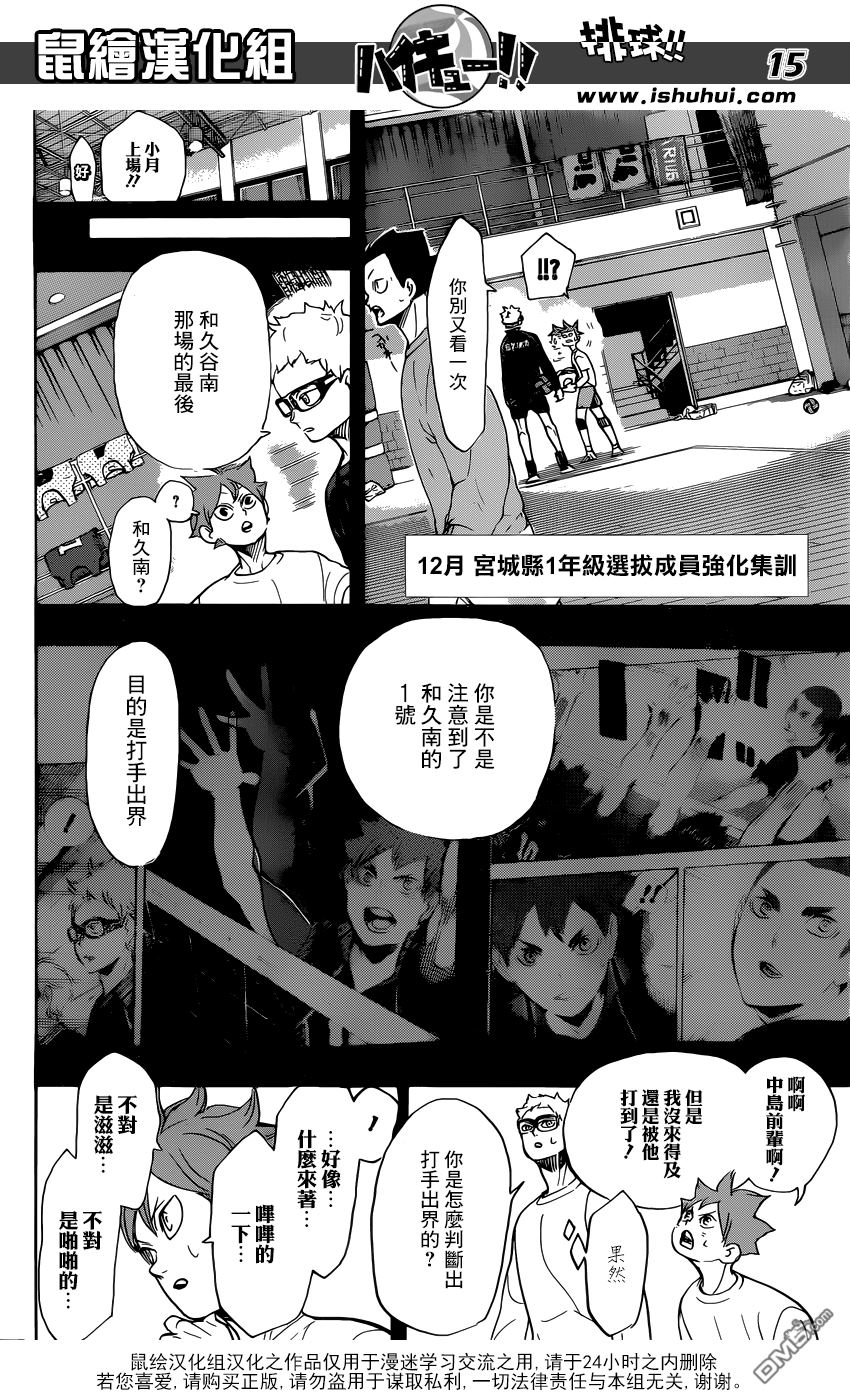 鼠繪漢化組
ハイキュー!!
排球!!
15
www.ishuhui.com
!!?
你別又看一次
12月 宮城縣1年級選拔成員強化集訓
小月
上場!!
好
和久谷南
那場的最後
?
和久南?
你是不是
注意到了
和久南的
1號
!!
目的是打手出界
!
啊啊
中島前輩啊!
但是
我沒來得及
還是被他
打到了!
果然
你是怎麼判斷出
打手出界的?
!
…好像…
什麼來著…
嗶嗶的
一下…
不對
是滋滋…
不對
是啪啪的…
鼠绘汉化组汉化之作品仅用于漫迷学习交流之用, 请于24小时之内删除
若您喜爱, 请购买正版, 请勿盗用于谋取私利, 一切法律责任与本组无关, 谢谢。